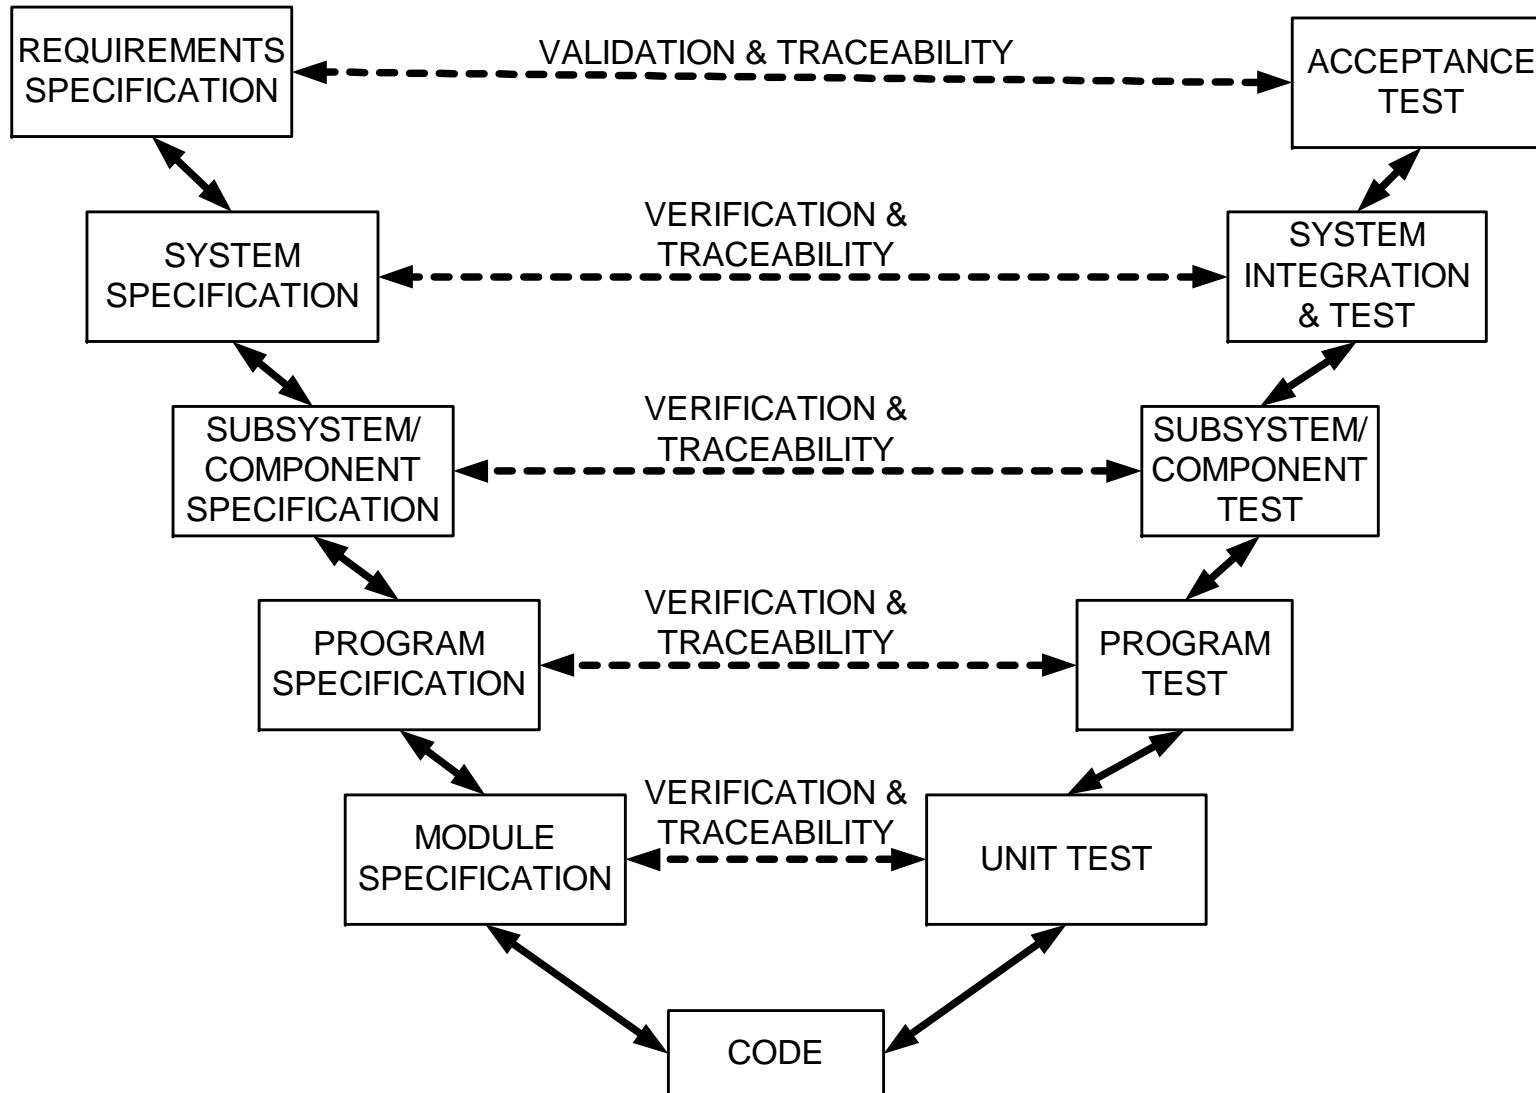 REQUIREMENTS
SPECIFICATION
VALIDATION & TRACEABILITY
ACCEPTANCE
TEST
SYSTEM
SPECIFICATION
VERIFICATION &
TRACEABILITY
SYSTEM
INTEGRATION
& TEST
SUBSYSTEM/
COMPONENT
SPECIFICATION
VERIFICATION &
TRACEABILITY
SUBSYSTEM/
COMPONENT
TEST
PROGRAM
SPECIFICATION
VERIFICATION &
TRACEABILITY
PROGRAM
TEST
MODULE
SPECIFICATION
VERIFICATION &
TRACEABILITY
UNIT TEST
CODE